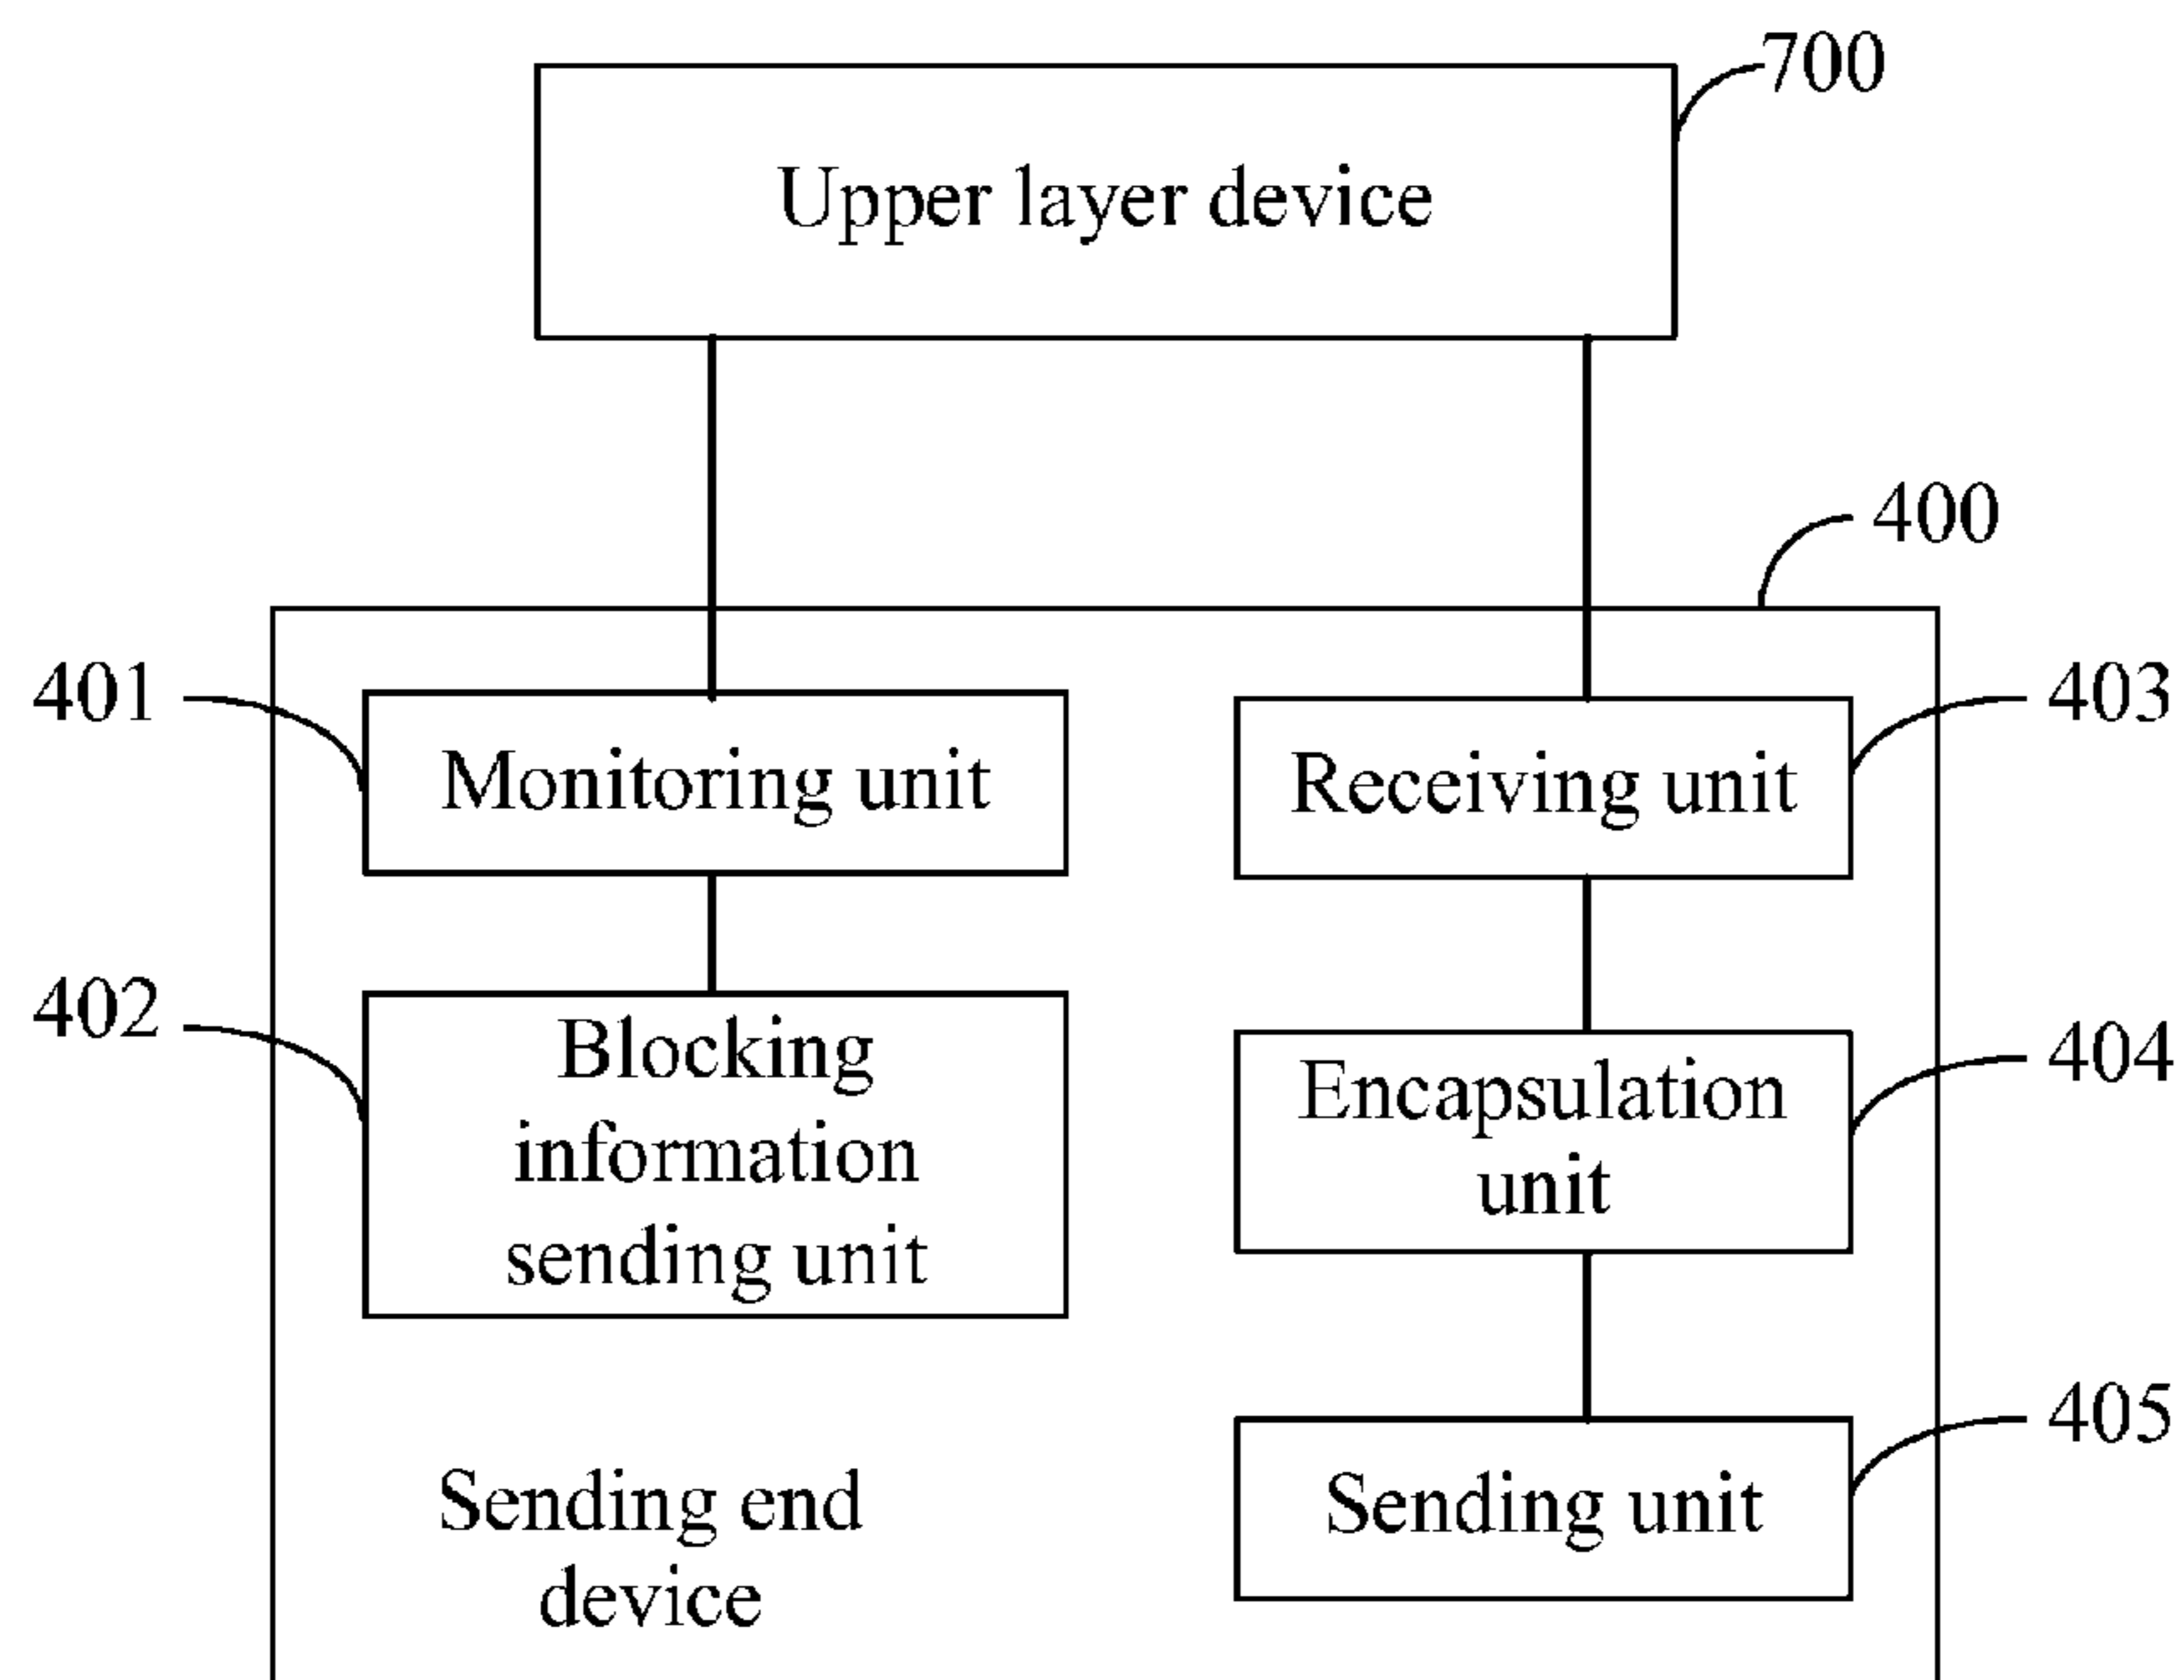 700
Upper layer device
400
401
Monitoring unit
403
Receiving unit
402
Blocking
information
sending unit
404
Encapsulation
unit
405
Sending unit
Sending end
device